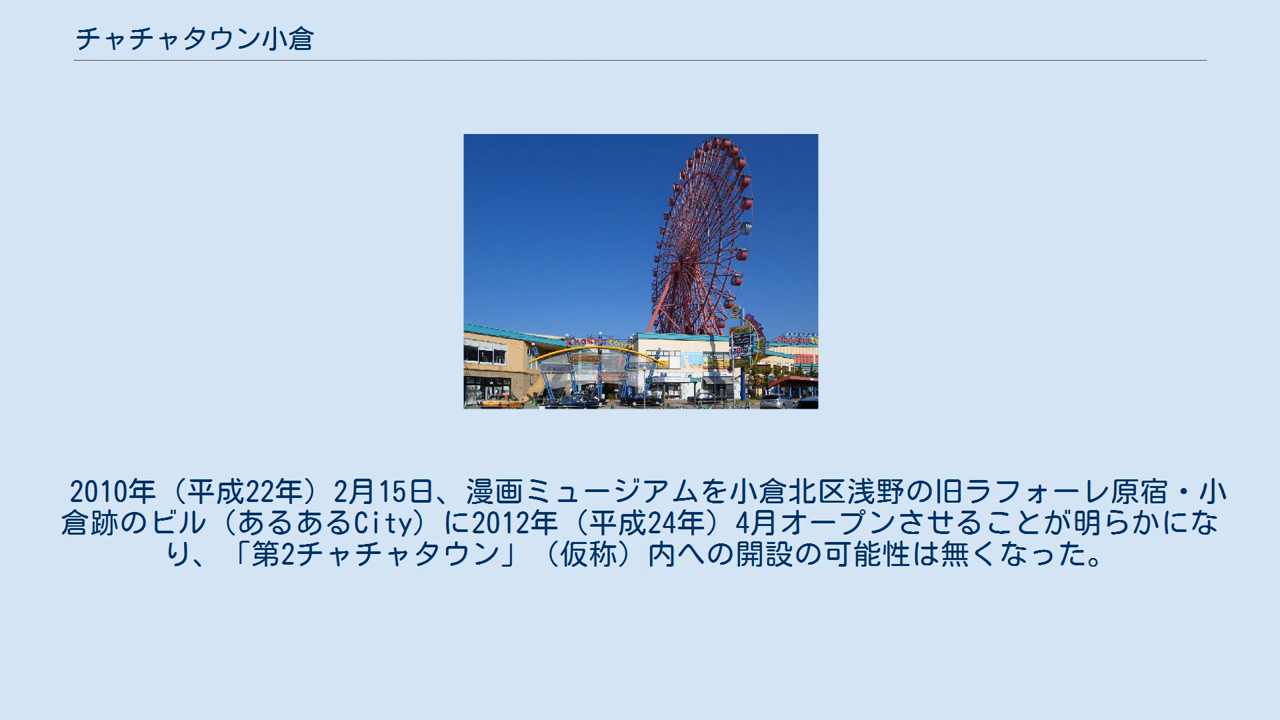 チャチャタウン小倉
2010年（平成22年）2月15日、漫画ミュージアムを小倉北区浅野の旧ラフォーレ原宿・小
倉跡のビル（あるあるCity）に2012年（平成24年）4月オープンさせることが明らかにな
り、「第2チャチャタウン」（仮称）内への開設の可能性は無くなった。